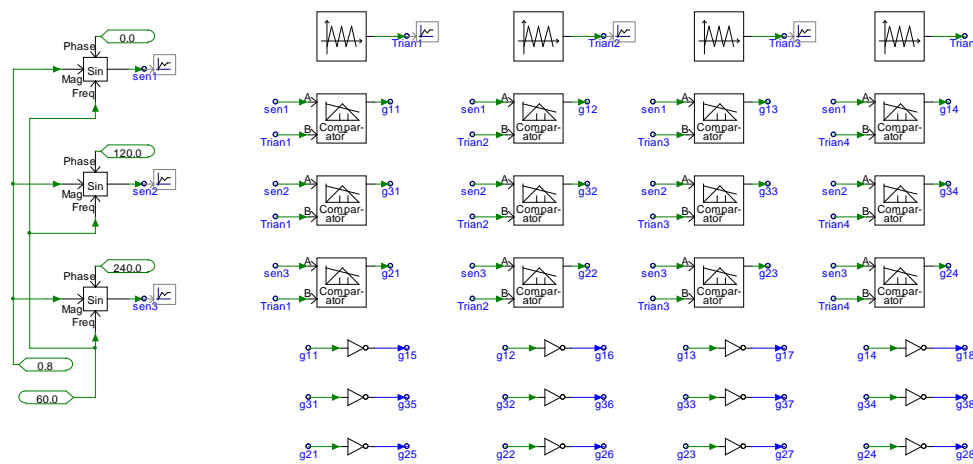 0.0
Phase
Sin
Mag
Freq
sen1
120.0
Phase
Sin
Mag
Freq
sen2
240.0
Phase
Sin
Mag
Freq
sen3
0.8
60.0
Trian1 Trian2 Trian3 Trian
sen1 A g11 sen1 A g12 sen1 A g13 sen1 A g14
Trian1 B Compar- Trian2 B Compar- Trian3 B Compar- Trian4 B Compar-
ator ator ator ator
sen2 A g31 sen2 A g32 sen2 A g33 sen2 A g34
Trian1 B Compar- Trian2 B Compar- Trian3 B Compar- Trian4 B Compar-
ator ator ator ator
sen3 A g21 sen3 A g22 sen3 A g23 sen3 A g24
Trian1 B Compar- Trian2 B Compar- Trian3 B Compar- Trian4 B Compar-
ator ator ator ator
g11 g15 g12 g16 g13 g17 g14 g18
g31 g35 g32 g36 g33 g37 g34 g38
g21 g25 g22 g26 g23 g27 g24 g28